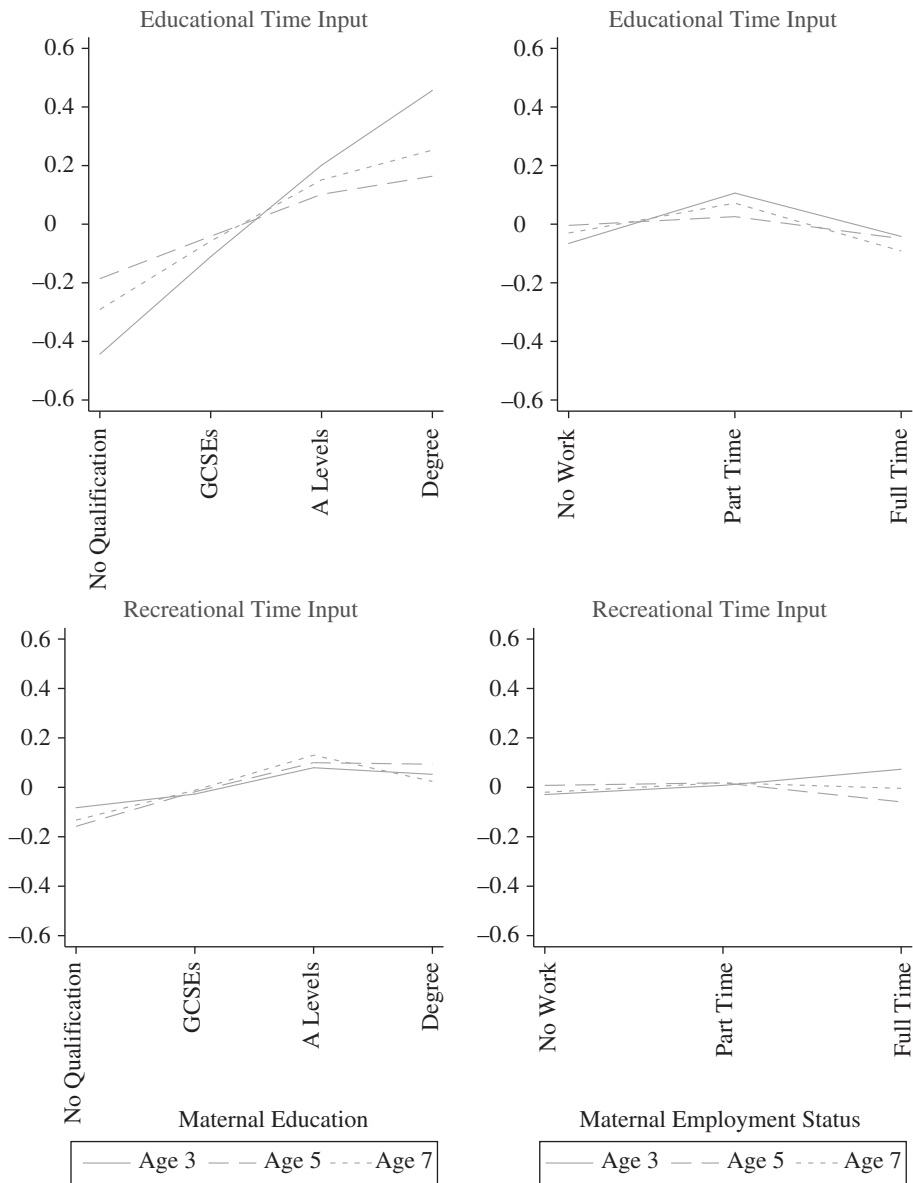 Educational Time Input
0.6
0.4
0.2
0
–0.2
–0.4
–0.6
No Qualification
GCSEs
A Levels
Degree
Educational Time Input
0.6
0.4
0.2
0
–0.2
–0.4
–0.6
No Work
Part Time
Full Time
Recreational Time Input
0.6
0.4
0.2
0
–0.2
–0.4
–0.6
No Qualification
GCSEs
A Levels
Degree
Maternal Education
Age 3 Age 5 Age 7
Recreational Time Input
0.6
0.4
0.2
0
–0.2
–0.4
–0.6
No Work
Part Time
Full Time
Maternal Employment Status
Age 3 Age 5 Age 7